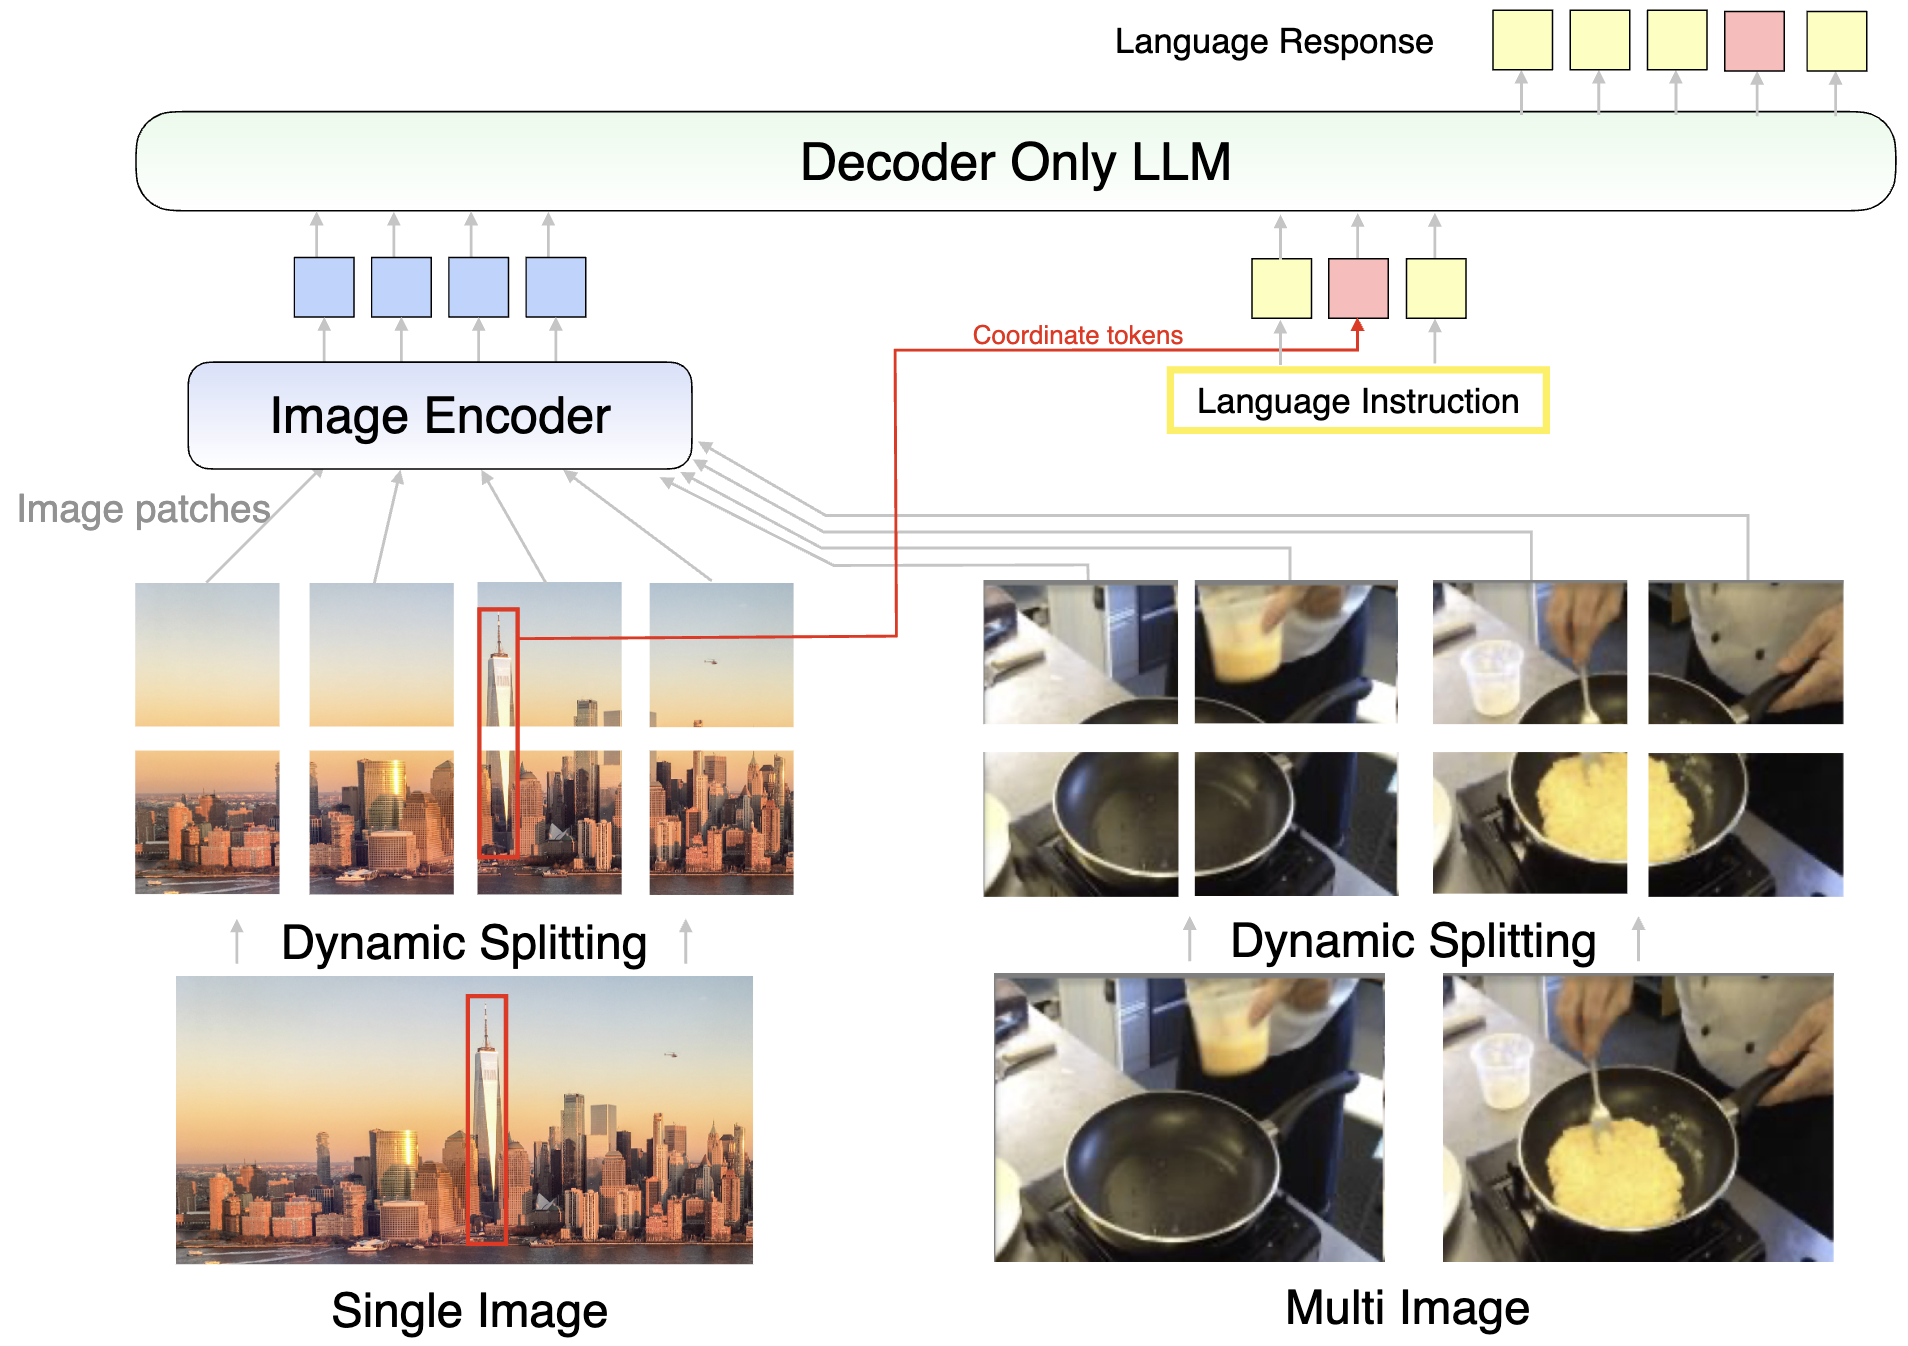 Language Response
Decoder Only LLM
Coordinate tokens
Language Instruction
Image Encoder
Image patches
Dynamic Splitting
Dynamic Splitting
Single Image
Multi Image